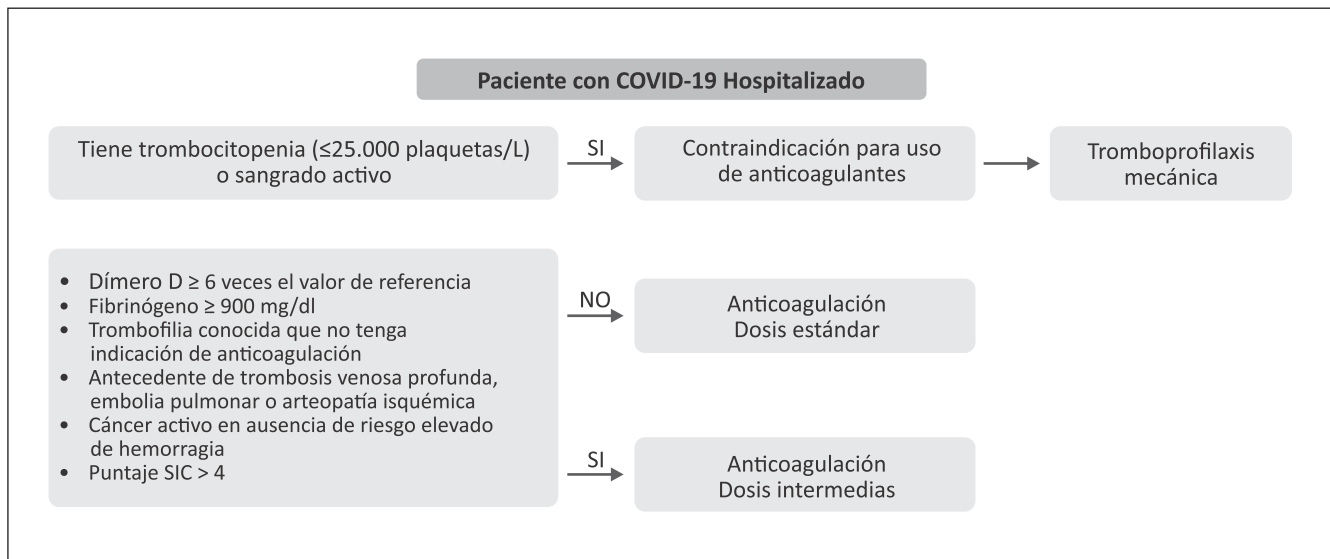 Paciente con COVID-19 Hospitalizado
Tiene trombocitopenia (≤25.000 plaquetas/L)
o sangrado activo
SI
Contraindicación para uso
de anticoagulantes
Tromboprofilaxis
mecánica
• Dímero D ≥ 6 veces el valor de referencia
• Fibrinógeno ≥ 900 mg/dl
• Trombofilia conocida que no tenga
indicación de anticoagulación
• Antecedente de trombosis venosa profunda,
embolia pulmonar o arteopatía isquémica
• Cáncer activo en ausencia de riesgo elevado
de hemorragia
• Puntaje SIC > 4
NO
Anticoagulación
Dosis estándar
SI
Anticoagulación
Dosis intermedias